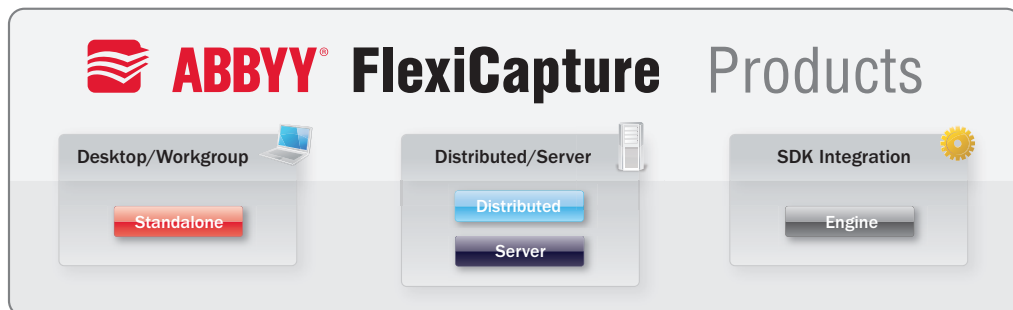 ABBYY® FlexiCapture Products
Desktop/Workgroup
Standalone
Distributed/Server
Distributed
Server
SDK Integration
Engine